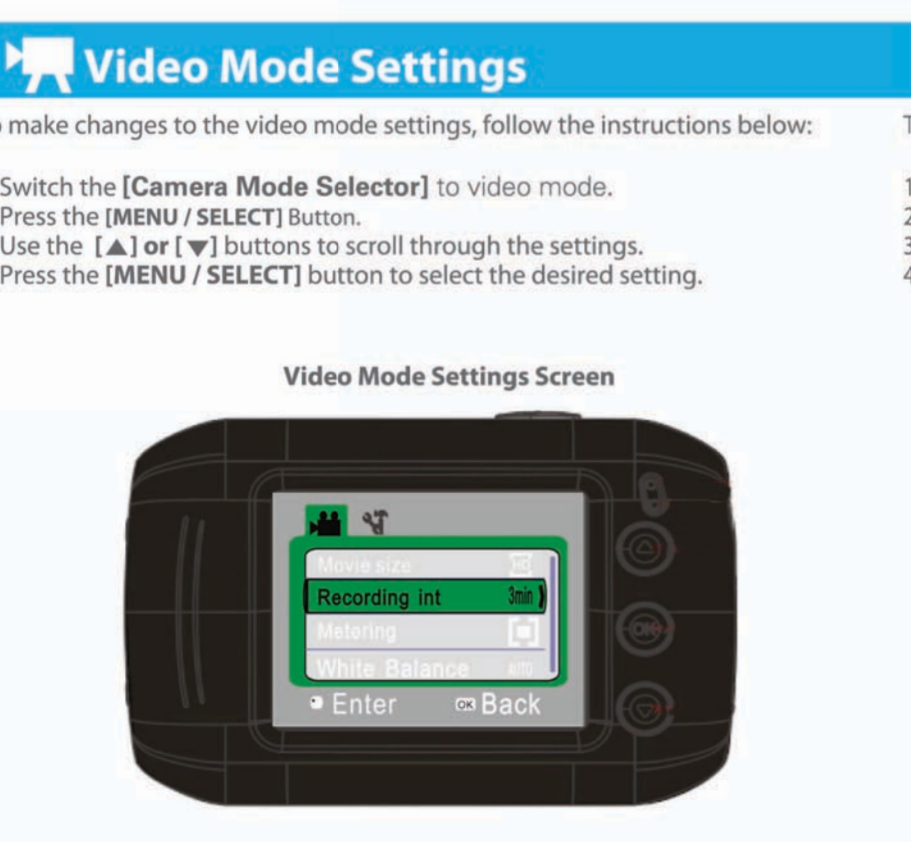 Video Mode Settings
make changes to the video mode settings, follow the instructions below:
Switch the [Camera Mode Selector] to video mode.
Press the [MENU / SELECT] Button.
Use the [▲] or [▼] buttons to scroll through the settings.
Press the [MENU / SELECT] button to select the desired setting.
T
1
2
3
4
Video Mode Settings Screen
Movie size HD
Recording int 3min
Metering
White Balance AUTO
Enter OK Back
OK